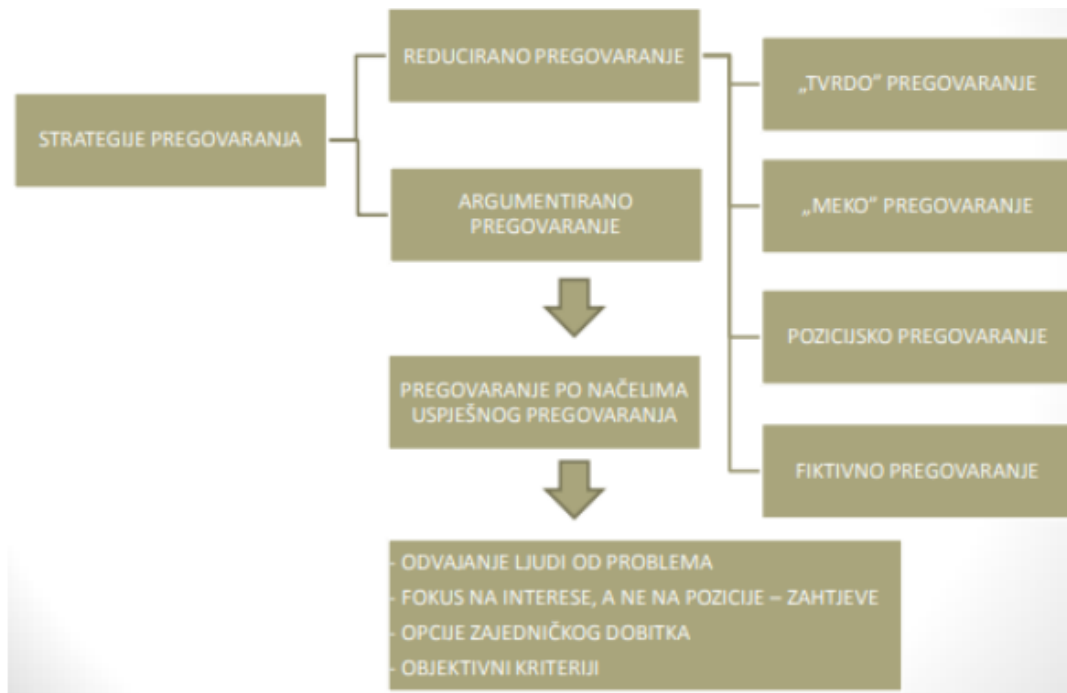 STRATEGIJE PREGOVARANJA
REDUCIRANO PREGOVARANJE
„TVRDO” PREGOVARANJE
„MEKO” PREGOVARANJE
POZICIJSKO PREGOVARANJE
FIKTIVNO PREGOVARANJE
ARGUMENTIRANO
PREGOVARANJE
PREGOVARANJE PO NAČELIMA
USPJEŠNOG PREGOVARANJA
- ODVAJANJE LJUDI OD PROBLEMA
- FOKUS NA INTERESE, A NE NA POZICIJE – ZAHTJEVE
- OPCIJE ZAJEDNIČKOG DOBITKA
- OBJEKTIVNI KRITERIJI